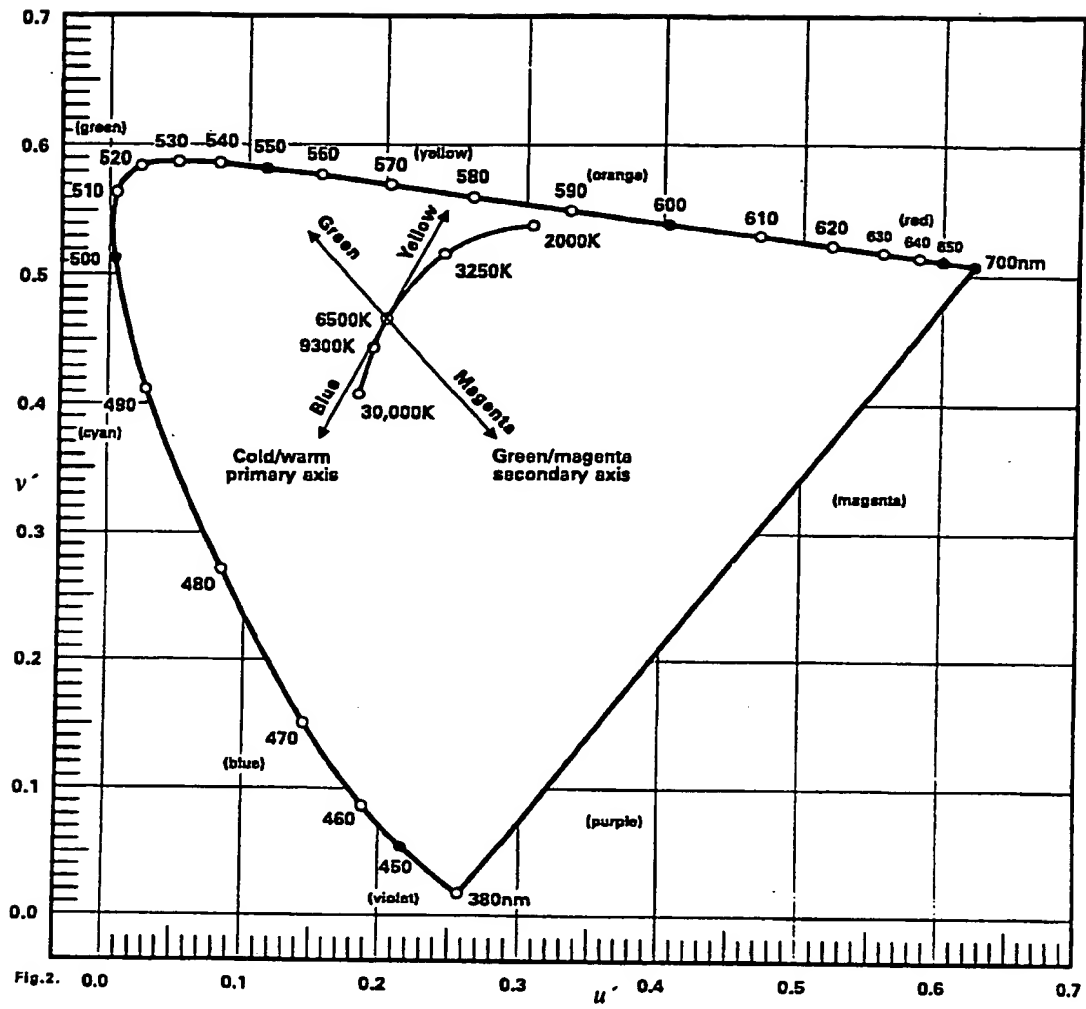 0.7
(green)
0.6
520
530
540
550
560
570
(yellow)
580
590
(orange)
600
610
620
(red)
630
640
650
700nm
510
500
0.5
Green
Yellow
2000K
3250K
6500K
9300K
30,000K
Blue
Magenta
Cold/warm
primary axis
Green/magenta
secondary axis
0.4
490
(cyan)
v´
0.3
(magenta)
480
0.2
470
(blue)
0.1
460
(purple)
450
(violet)
380nm
0.0
Fig.2.
0.0
0.1
0.2
0.3
u´
0.4
0.5
0.6
0.7